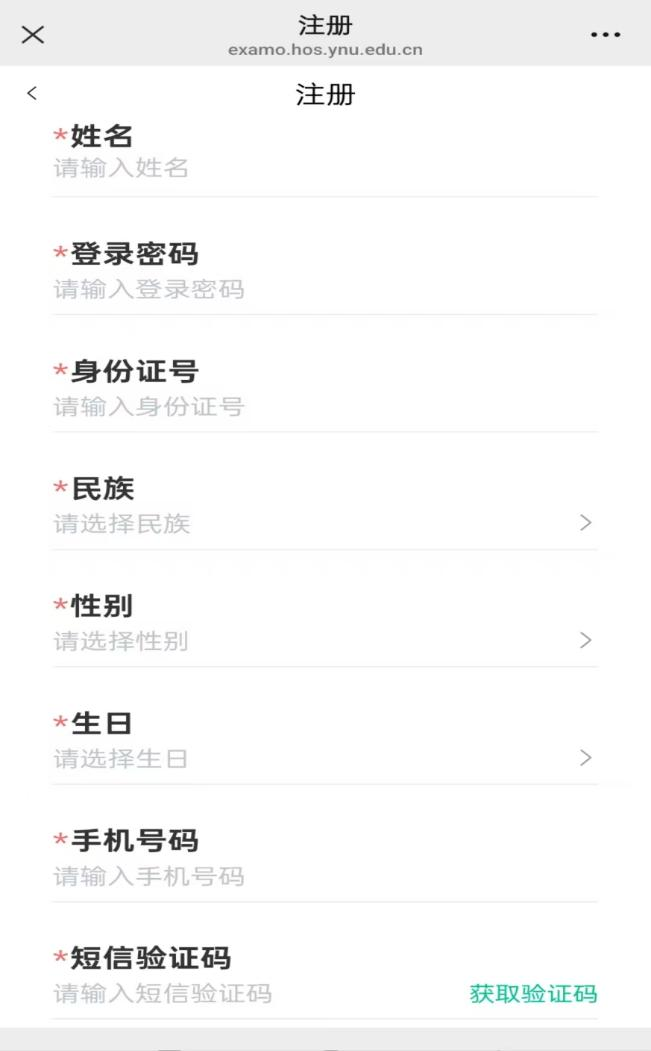 注册
examo.hos.ynu.edu.cn
注册
*姓名
请输入姓名
*登录密码
请输入登录密码
*身份证号
请输入身份证号
*民族
请选择民族
*性别
请选择性别
*生日
请选择生日
*手机号码
请输入手机号码
*短信验证码
请输入短信验证码 获取验证码